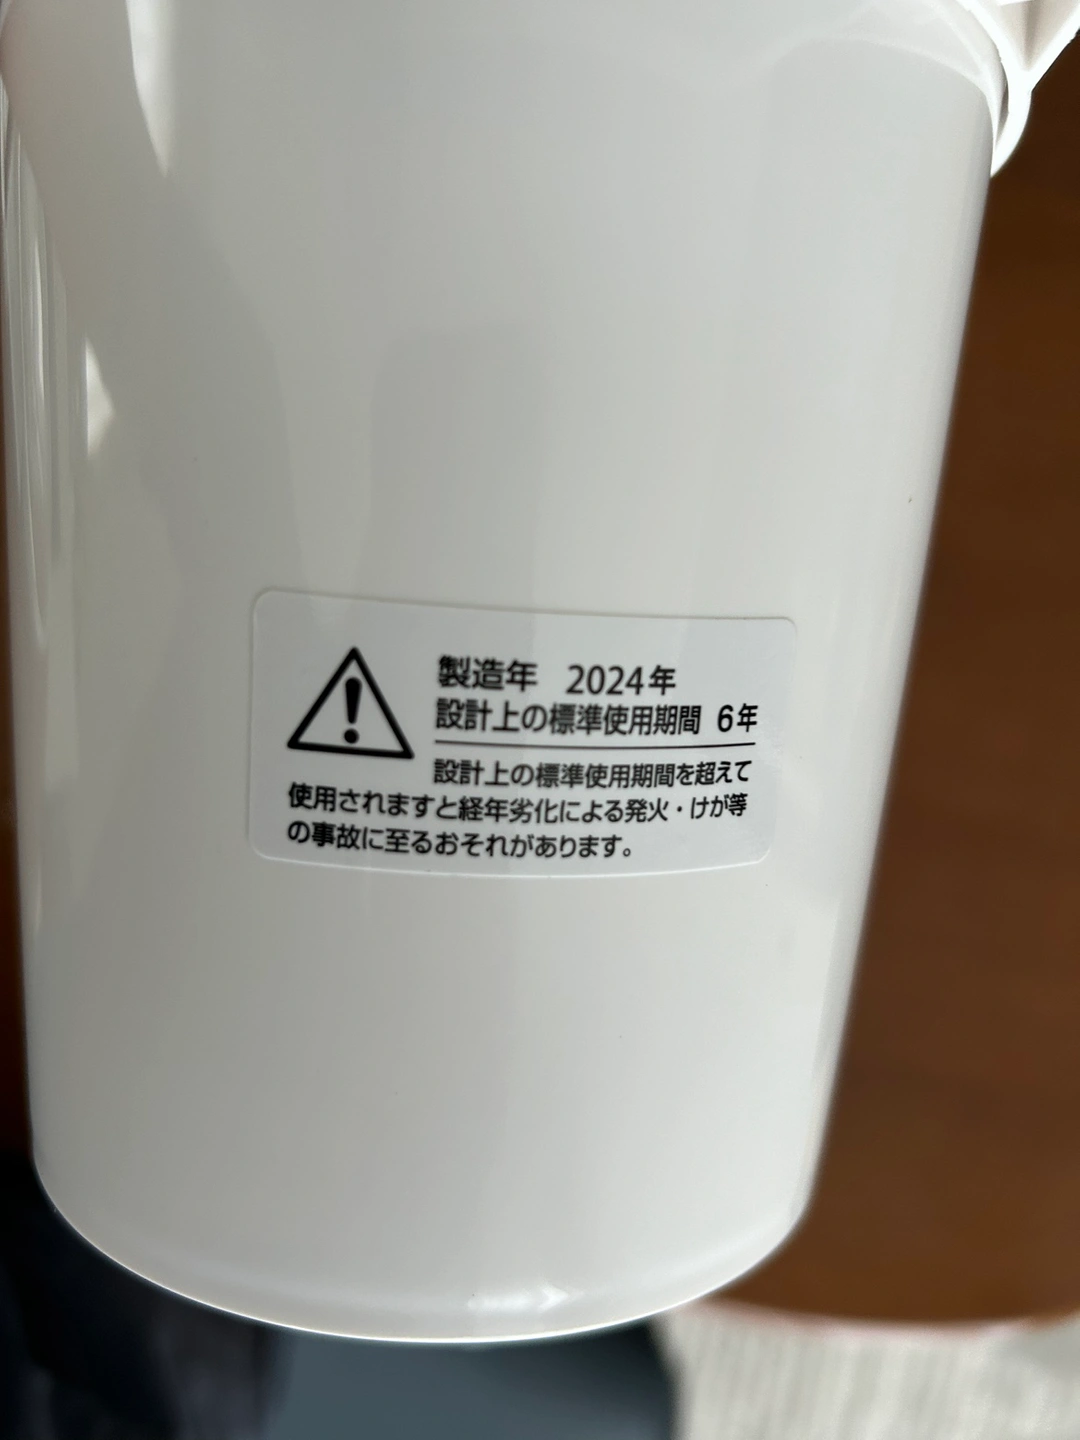 製造年 2024年
設計上の標準使用期間 6年
設計上の標準使用期間を超えて
使用されますと経年劣化による発火・けが等
の事故に至るおそれがあります。